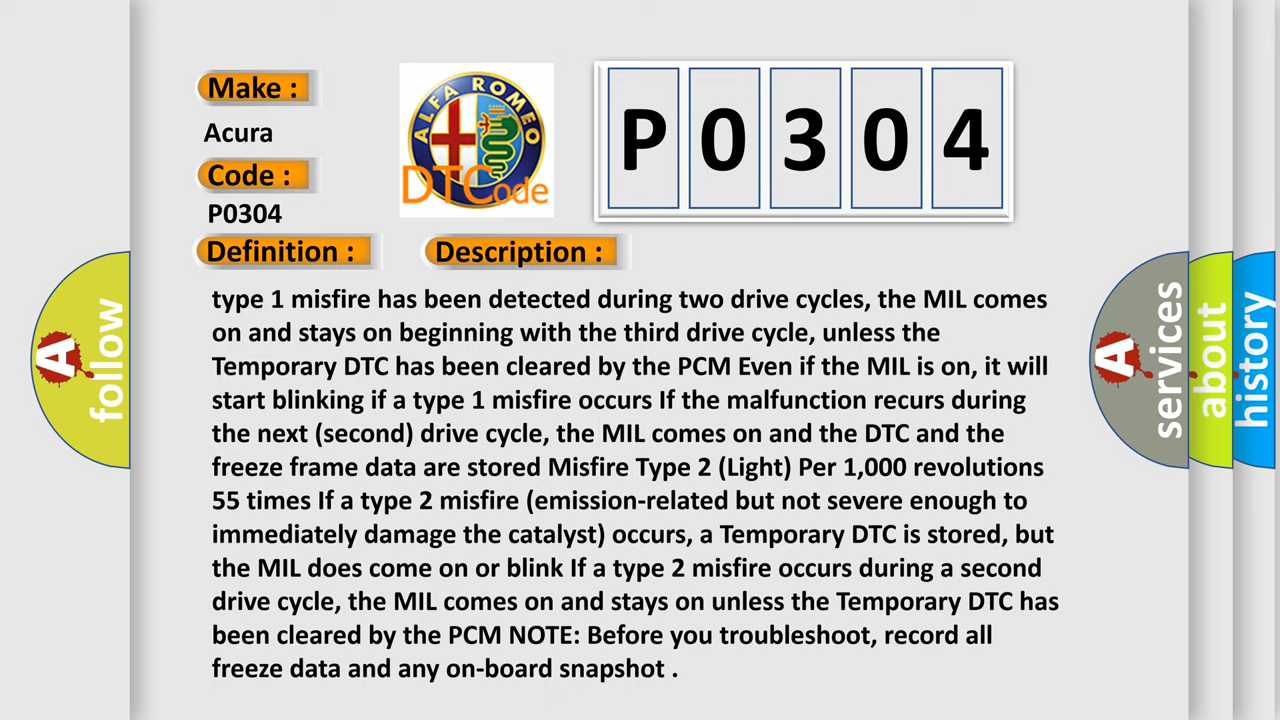 Make :
Acura
Code :
P0304
ALFA ROMEO
DTCode
P0304
Definition :
Description :
type 1 misfire has been detected during two drive cycles, the MIL comes
on and stays on beginning with the third drive cycle, unless the
Temporary DTC has been cleared by the PCM Even if the MIL is on, it will
start blinking if a type 1 misfire occurs If the malfunction recurs during
the next (second) drive cycle, the MIL comes on and the DTC and the
freeze frame data are stored Misfire Type 2 (Light) Per 1,000 revolutions
55 times If a type 2 misfire (emission-related but not severe enough to
immediately damage the catalyst) occurs, a Temporary DTC is stored, but
the MIL does come on or blink If a type 2 misfire occurs during a second
drive cycle, the MIL comes on and stays on unless the Temporary DTC has
been cleared by the PCM NOTE: Before you troubleshoot, record all
freeze data and any on-board snapshot .
A follow
A services
about
history